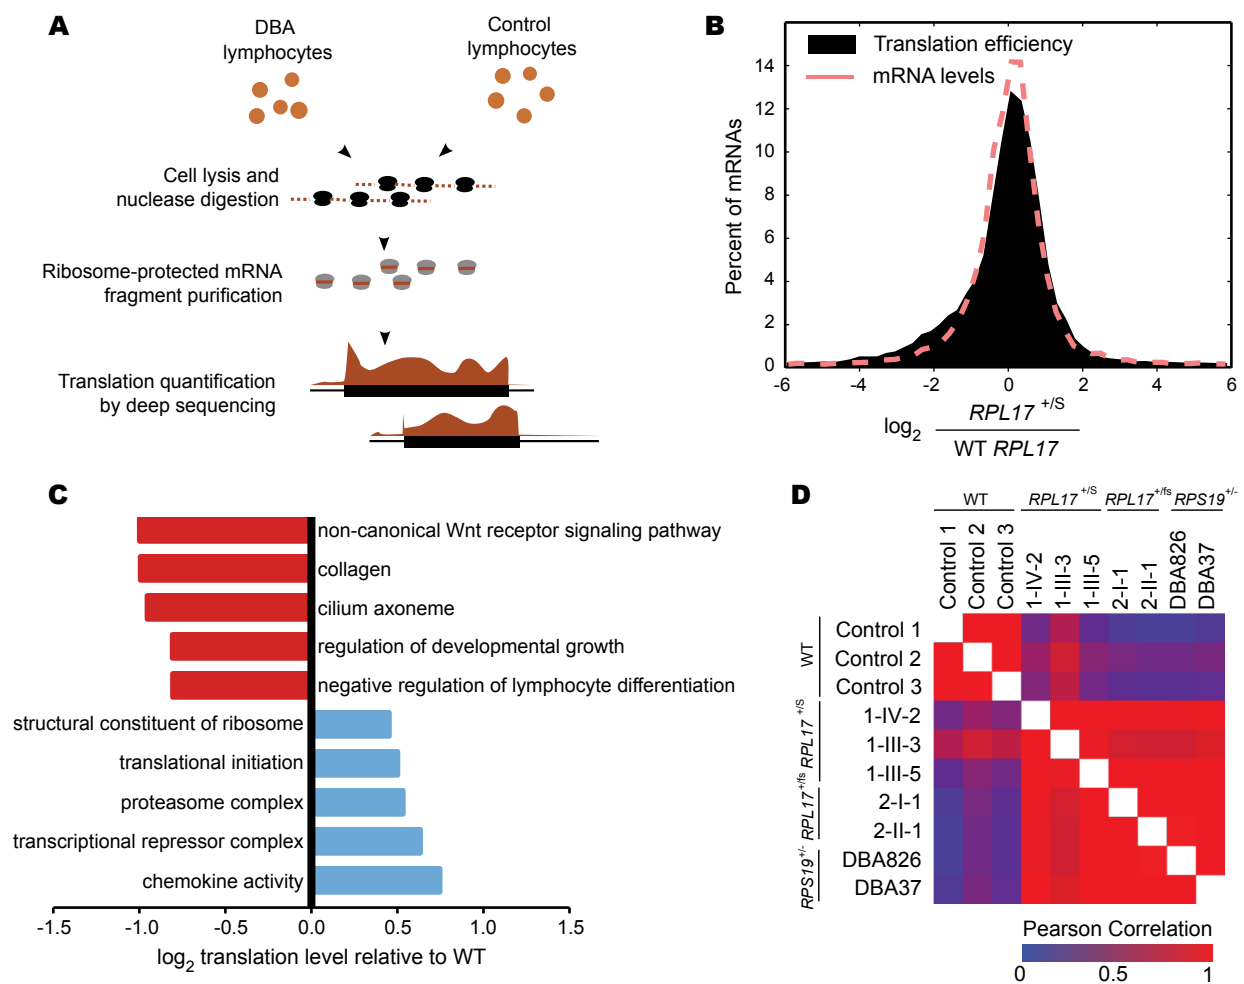 A
DBA
lymphocytes
Control
lymphocytes
Cell lysis and
nuclease digestion
Ribosome-protected mRNA
fragment purification
Translation quantification
by deep sequencing
B
Translation efficiency
mRNA levels
Percent of mRNAs
14
12
10
8
6
4
2
0
-6 -4 -2 0 2 4 6
log2 RPL17 +/S
WT RPL17
C
non-canonical Wnt receptor signaling pathway
collagen
cilium axoneme
regulation of developmental growth
negative regulation of lymphocyte differentiation
structural constituent of ribosome
translational initiation
proteasome complex
transcriptional repressor complex
chemokine activity
-1.5 -1.0 -0.5 0.0 0.5 1.0 1.5
log2 translation level relative to WT
D
WT RPL17 +/S RPL17 +/fs RPS19 +/-
Control 1
Control 2
Control 3
1-IV-2
1-III-3
1-III-5
2-I-1
2-II-1
DBA826
DBA37
WT
RPL17 +/S
RPL17 +/fs
RPS19 +/-
Control 1
Control 2
Control 3
1-IV-2
1-III-3
1-III-5
2-I-1
2-II-1
DBA826
DBA37
Pearson Correlation
0 0.5 1